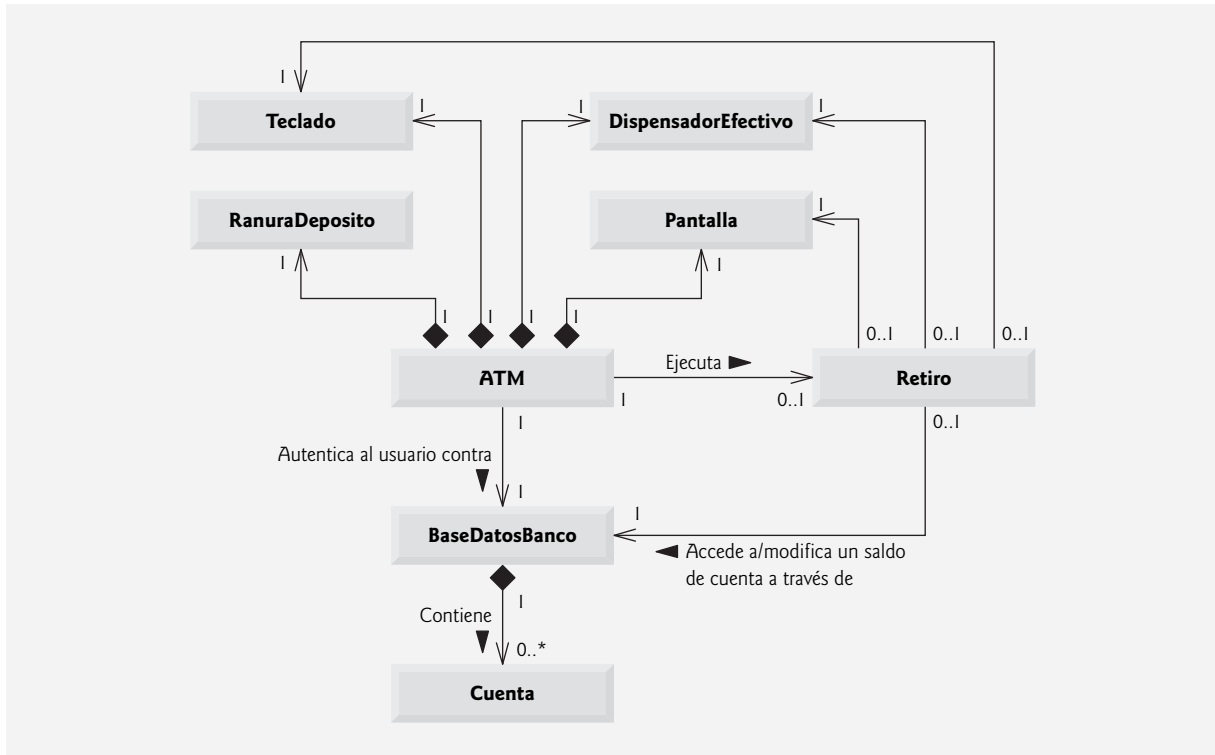 1
Teclado
1
1
DispensadorEfectivo
1
RanuraDeposito
1
Pantalla
1
1
1
1
1
1
0..1
0..1
0..1
ATM
Ejecuta
1
0..1
Retiro
1
0..1
Autentica al usuario contra
1
1
BaseDatosBanco
Accede a/modifica un saldo
de cuenta a través de
1
Contiene
0..*
Cuenta